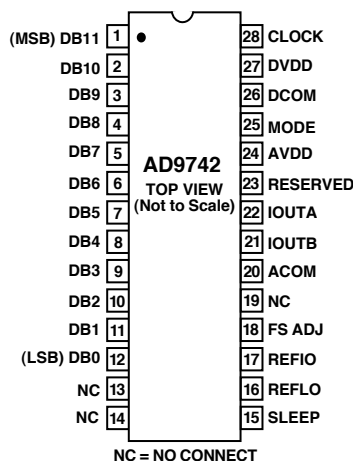 (MSB) DB11 1 28 CLOCK
DB10 2 27 DVDD
DB9 3 26 DCOM
DB8 4 25 MODE
DB7 5 24 AVDD
AD9742
DB6 6 23 RESERVED
TOP VIEW
(Not to Scale)
DB5 7 22 IOUTA
DB4 8 21 IOUTB
DB3 9 20 ACOM
DB2 10 19 NC
DB1 11 18 FS ADJ
(LSB) DB0 12 17 REFIO
NC 13 16 REFLO
NC 14 15 SLEEP
NC = NO CONNECT